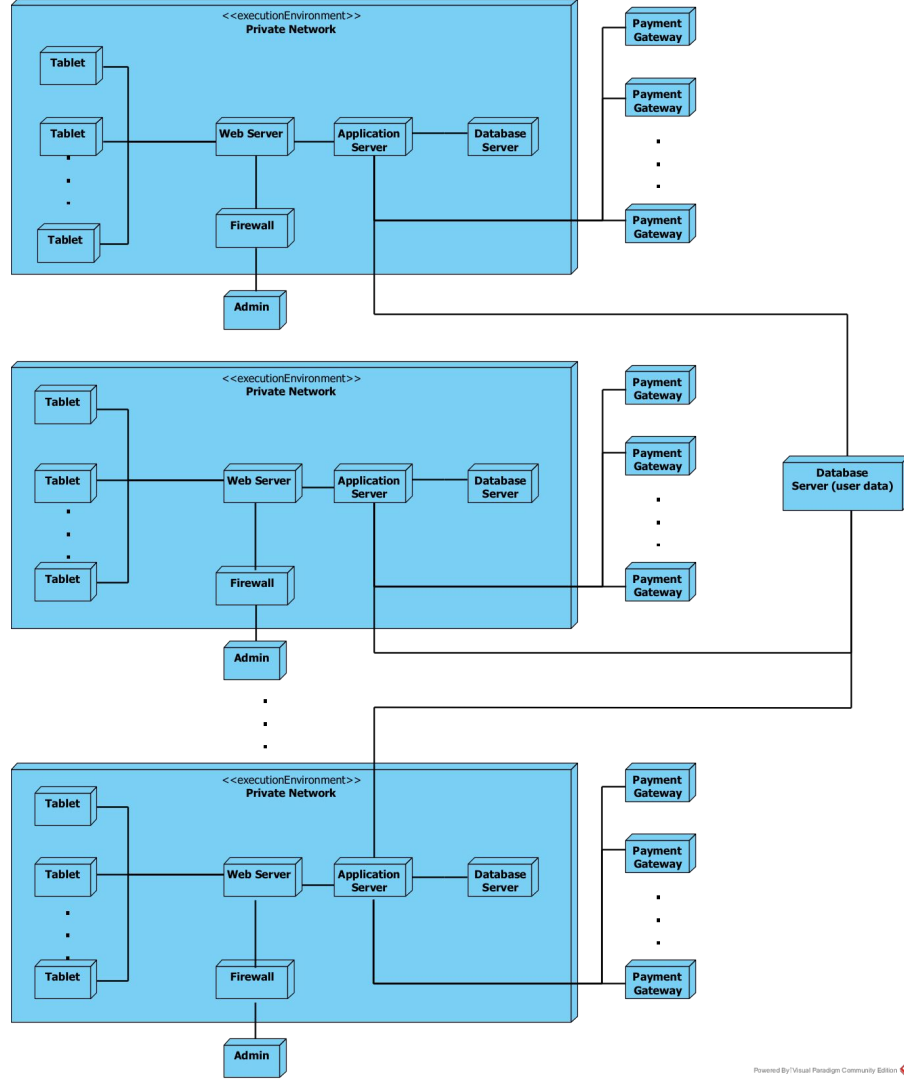 <<executionEnvironment>>
Private Network
Tablet
Tablet
Tablet
Web Server
Application
Server
Database
Server
Firewall
Admin
Payment
Gateway
Payment
Gateway
Payment
Gateway
<<executionEnvironment>>
Private Network
Tablet
Tablet
Tablet
Web Server
Application
Server
Database
Server
Firewall
Admin
Payment
Gateway
Payment
Gateway
Payment
Gateway
Database
Server (user data)
<<executionEnvironment>>
Private Network
Tablet
Tablet
Tablet
Web Server
Application
Server
Database
Server
Firewall
Admin
Payment
Gateway
Payment
Gateway
Payment
Gateway
Powered By Visual Paradigm Community Edition